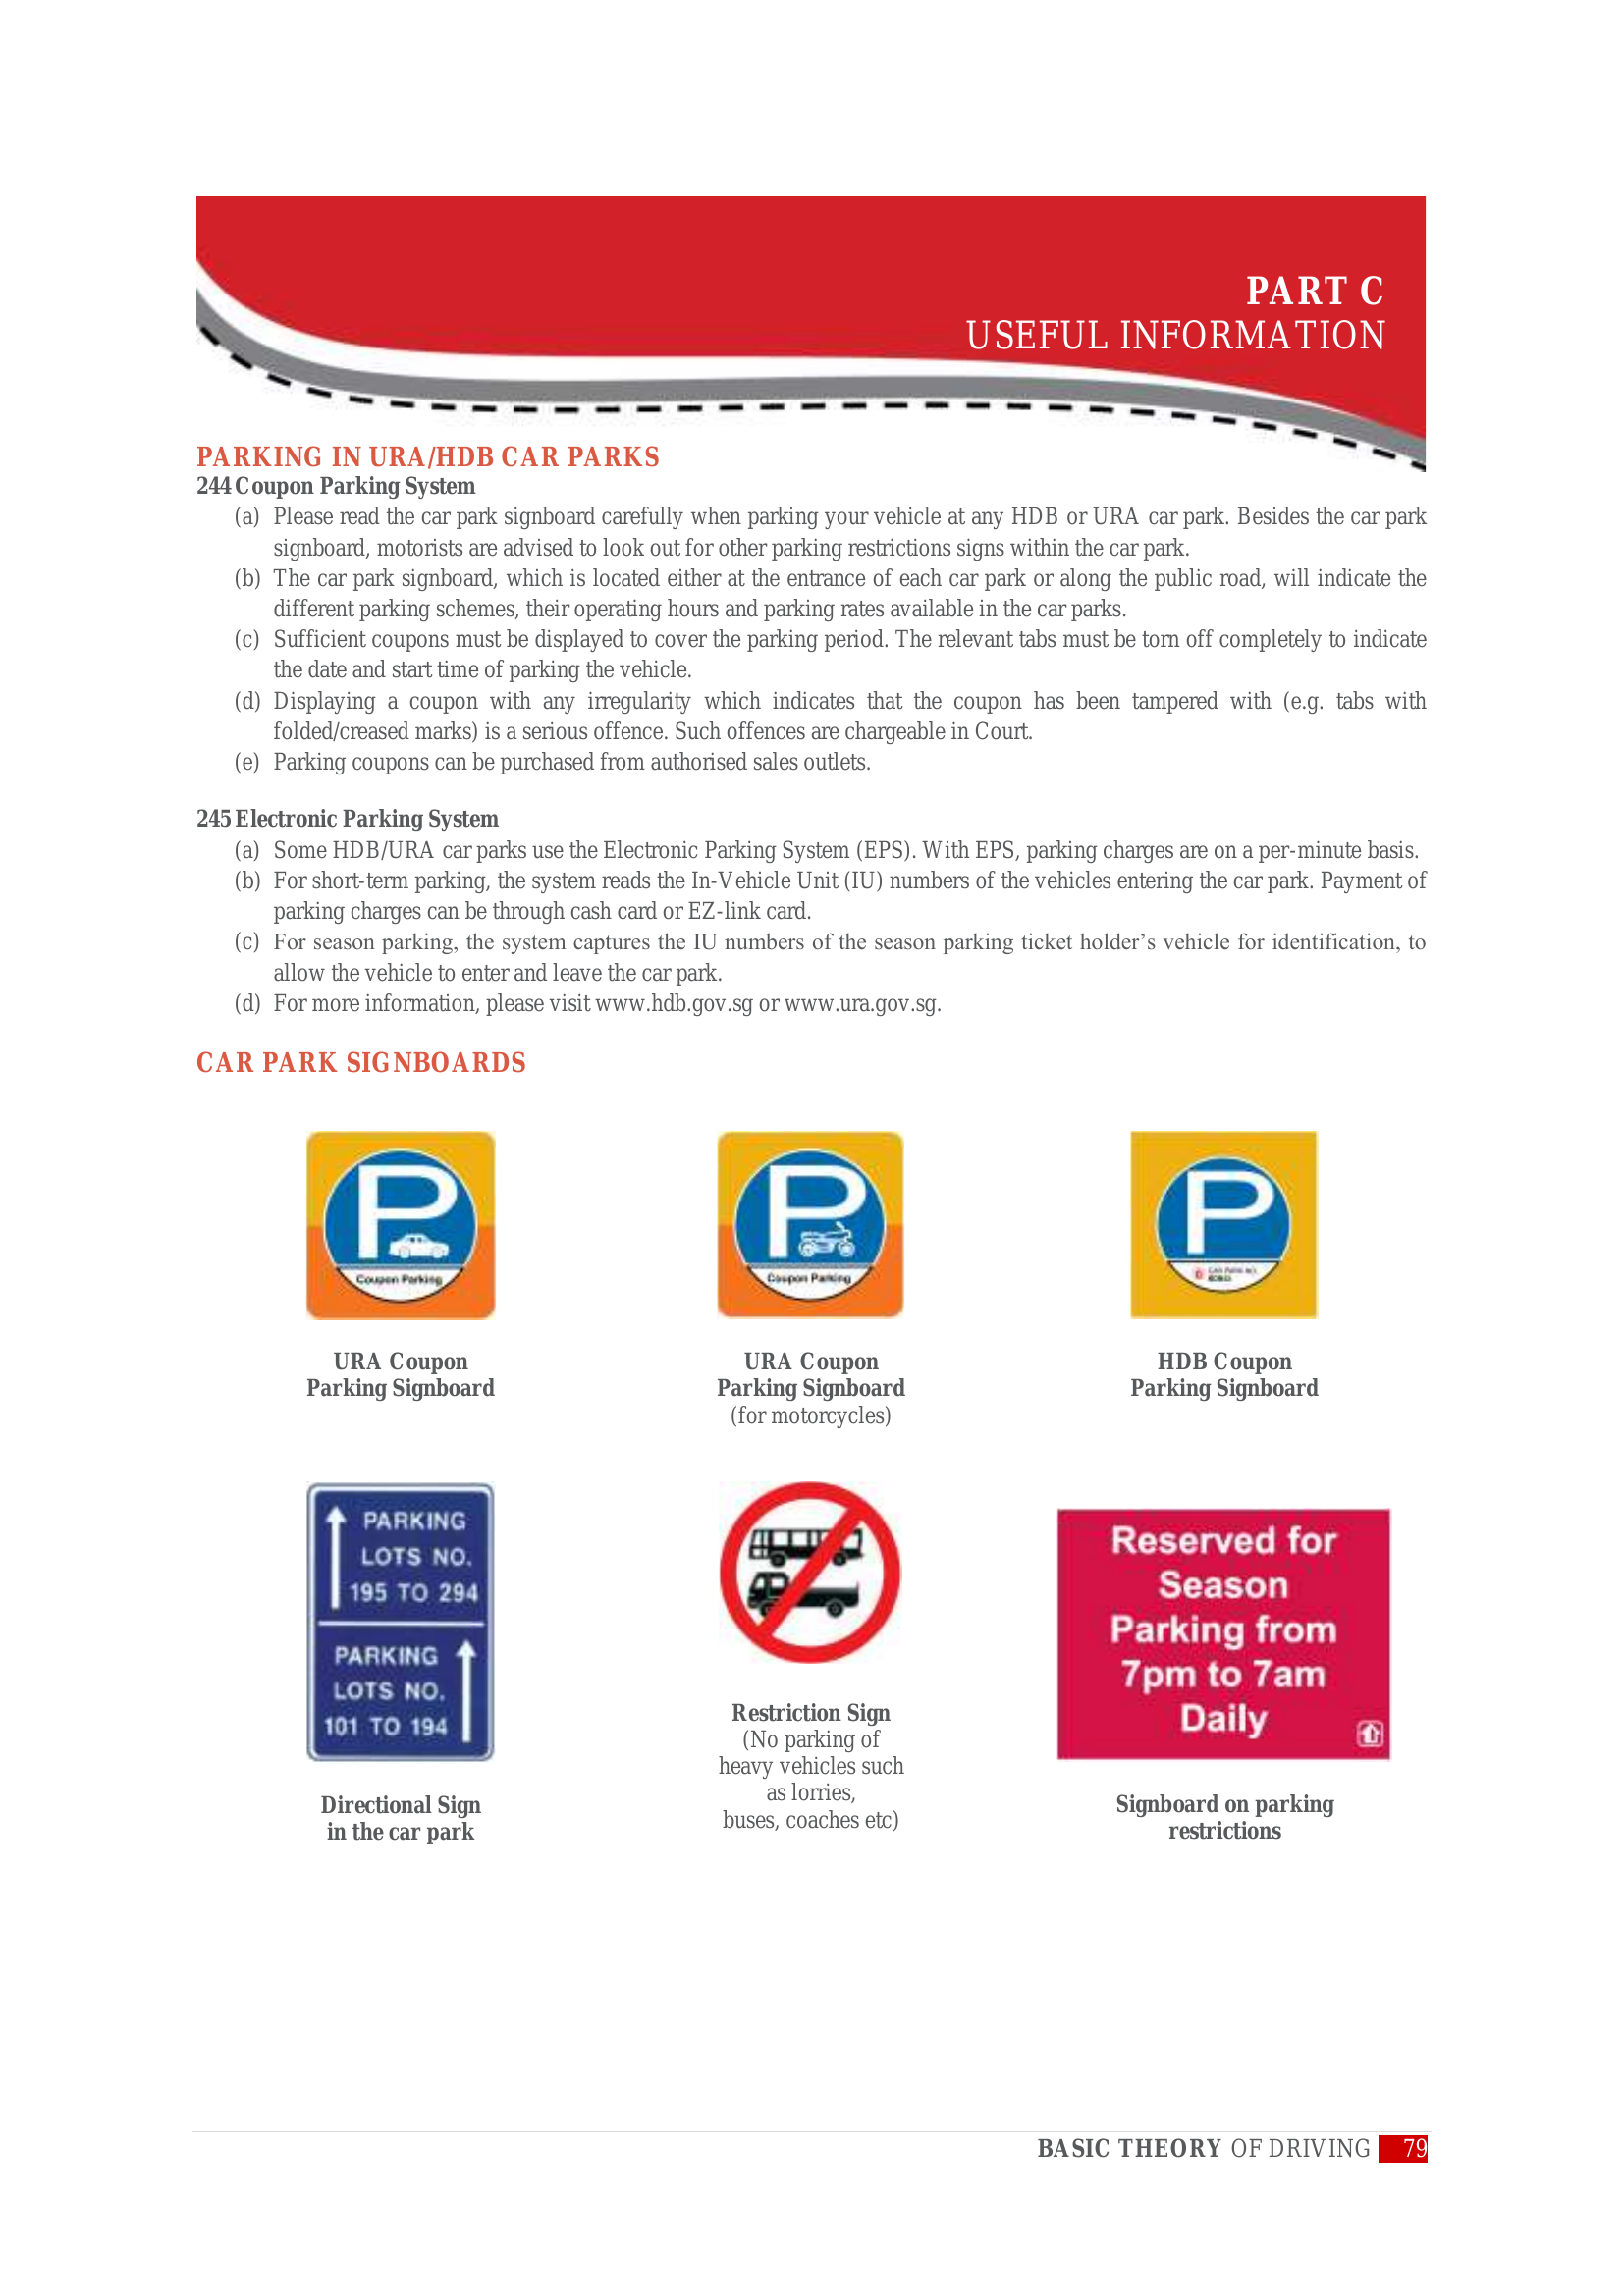 PART C
USEFUL INFORMATION
PARKING IN URA/HDB CAR PARKS
244 Coupon Parking System
(a) Please read the car park signboard carefully when parking your vehicle at any HDB or URA car park. Besides the car park
signboard, motorists are advised to look out for other parking restrictions signs within the car park.
(b) The car park signboard, which is located either at the entrance of each car park or along the public road, will indicate the
different parking schemes, their operating hours and parking rates available in the car parks.
(c) Sufficient coupons must be displayed to cover the parking period. The relevant tabs must be torn off completely to indicate
the date and start time of parking the vehicle.
(d) Displaying a coupon with any irregularity which indicates that the coupon has been tampered with (e.g. tabs with
folded/creased marks) is a serious offence. Such offences are chargeable in Court.
(e) Parking coupons can be purchased from authorised sales outlets.
245 Electronic Parking System
(a) Some HDB/URA car parks use the Electronic Parking System (EPS). With EPS, parking charges are on a per-minute basis.
(b) For short-term parking, the system reads the In-Vehicle Unit (IU) numbers of the vehicles entering the car park. Payment of
parking charges can be through cash card or EZ-link card.
(c) For season parking, the system captures the IU numbers of the season parking ticket holder’s vehicle for identification, to
allow the vehicle to enter and leave the car park.
(d) For more information, please visit www.hdb.gov.sg or www.ura.gov.sg.
CAR PARK SIGNBOARDS
P
Coupon Parking
P
Coupon Parking
P
CAR PARK NO.
URA Coupon
Parking Signboard
URA Coupon
Parking Signboard
(for motorcycles)
HDB Coupon
Parking Signboard
PARKING
LOTS NO.
195 TO 294
PARKING
LOTS NO.
101 TO 194
Reserved for
Season
Parking from
7pm to 7am
Daily
Directional Sign
in the car park
Restriction Sign
(No parking of
heavy vehicles such
as lorries,
buses, coaches etc)
Signboard on parking
restrictions
BASIC THEORY OF DRIVING 79